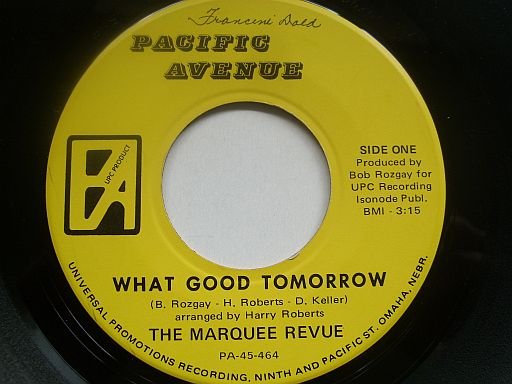 PACIFIC
AVENUE
UPC PRODUCT
PA
SIDE ONE
Produced by
Bob Rozgay for
UPC Recording
Isonode Publ.
BMI - 3:15
WHAT GOOD TOMORROW
(B. Rozgay - H. Roberts - D. Keller)
arranged by Harry Roberts
THE MARQUEE REVUE
PA-45-464
UNIVERSAL PROMOTIONS RECORDING, NINTH AND PACIFIC ST. OMAHA, NEBR.